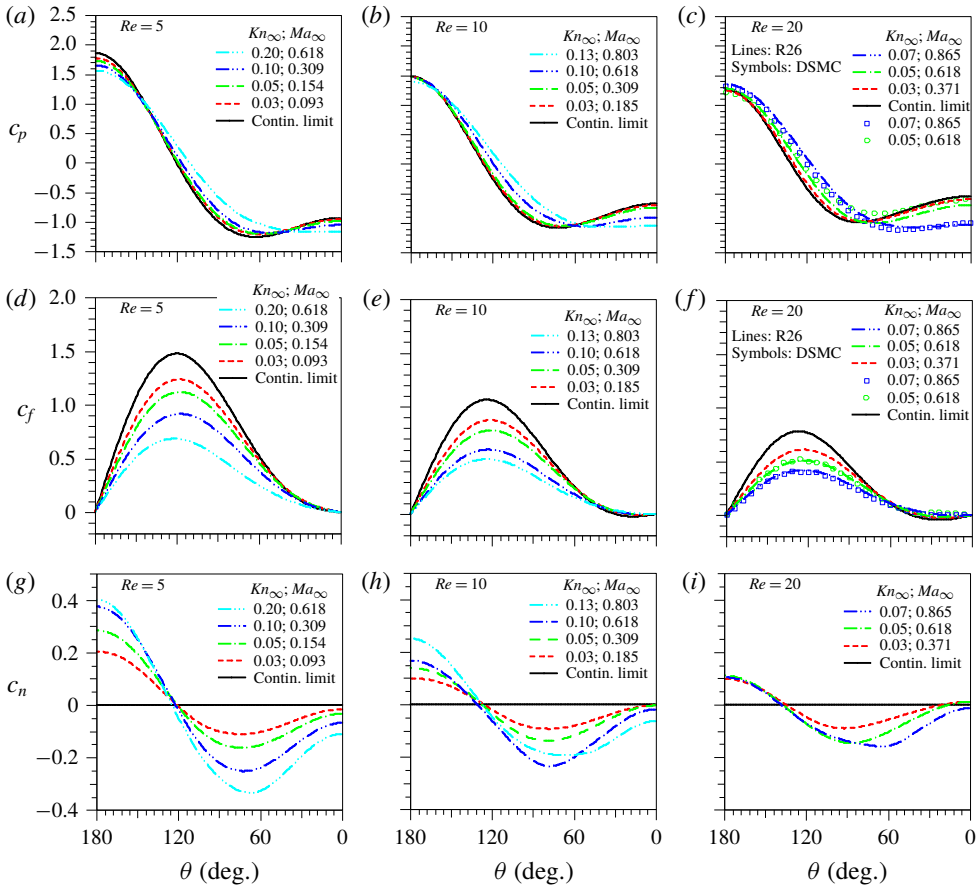 (a)
Re = 5
Kn∞; Ma∞
0.20; 0.618
0.10; 0.309
0.05; 0.154
0.03; 0.093
Contin. limit
2.5
2.0
1.5
1.0
0.5
0
−0.5
−1.0
−1.5
cp
(b)
Re = 10
Kn∞; Ma∞
0.13; 0.803
0.10; 0.618
0.05; 0.309
0.03; 0.185
Contin. limit
(c)
Re = 20
Lines: R26
Symbols: DSMC
Kn∞; Ma∞
0.07; 0.865
0.05; 0.618
0.03; 0.371
Contin. limit
0.07; 0.865
0.05; 0.618
(d)
Re = 5
Kn∞; Ma∞
0.20; 0.618
0.10; 0.309
0.05; 0.154
0.03; 0.093
Contin. limit
2.0
1.5
1.0
0.5
0
cf
(e)
Re = 10
Kn∞; Ma∞
0.13; 0.803
0.10; 0.618
0.05; 0.309
0.03; 0.185
Contin. limit
(f)
Re = 20
Lines: R26
Symbols: DSMC
Kn∞; Ma∞
0.07; 0.865
0.05; 0.618
0.03; 0.371
0.07; 0.865
0.05; 0.618
Contin. limit
(g)
Re = 5
Kn∞; Ma∞
0.20; 0.618
0.10; 0.309
0.05; 0.154
0.03; 0.093
Contin. limit
0.4
0.2
0
−0.2
−0.4
cn
180 120 60 0
θ (deg.)
(h)
Re = 10
Kn∞; Ma∞
0.13; 0.803
0.10; 0.618
0.05; 0.309
0.03; 0.185
Contin. limit
180 120 60 0
θ (deg.)
(i)
Re = 20
Kn∞; Ma∞
0.07; 0.865
0.05; 0.618
0.03; 0.371
Contin. limit
180 120 60 0
θ (deg.)